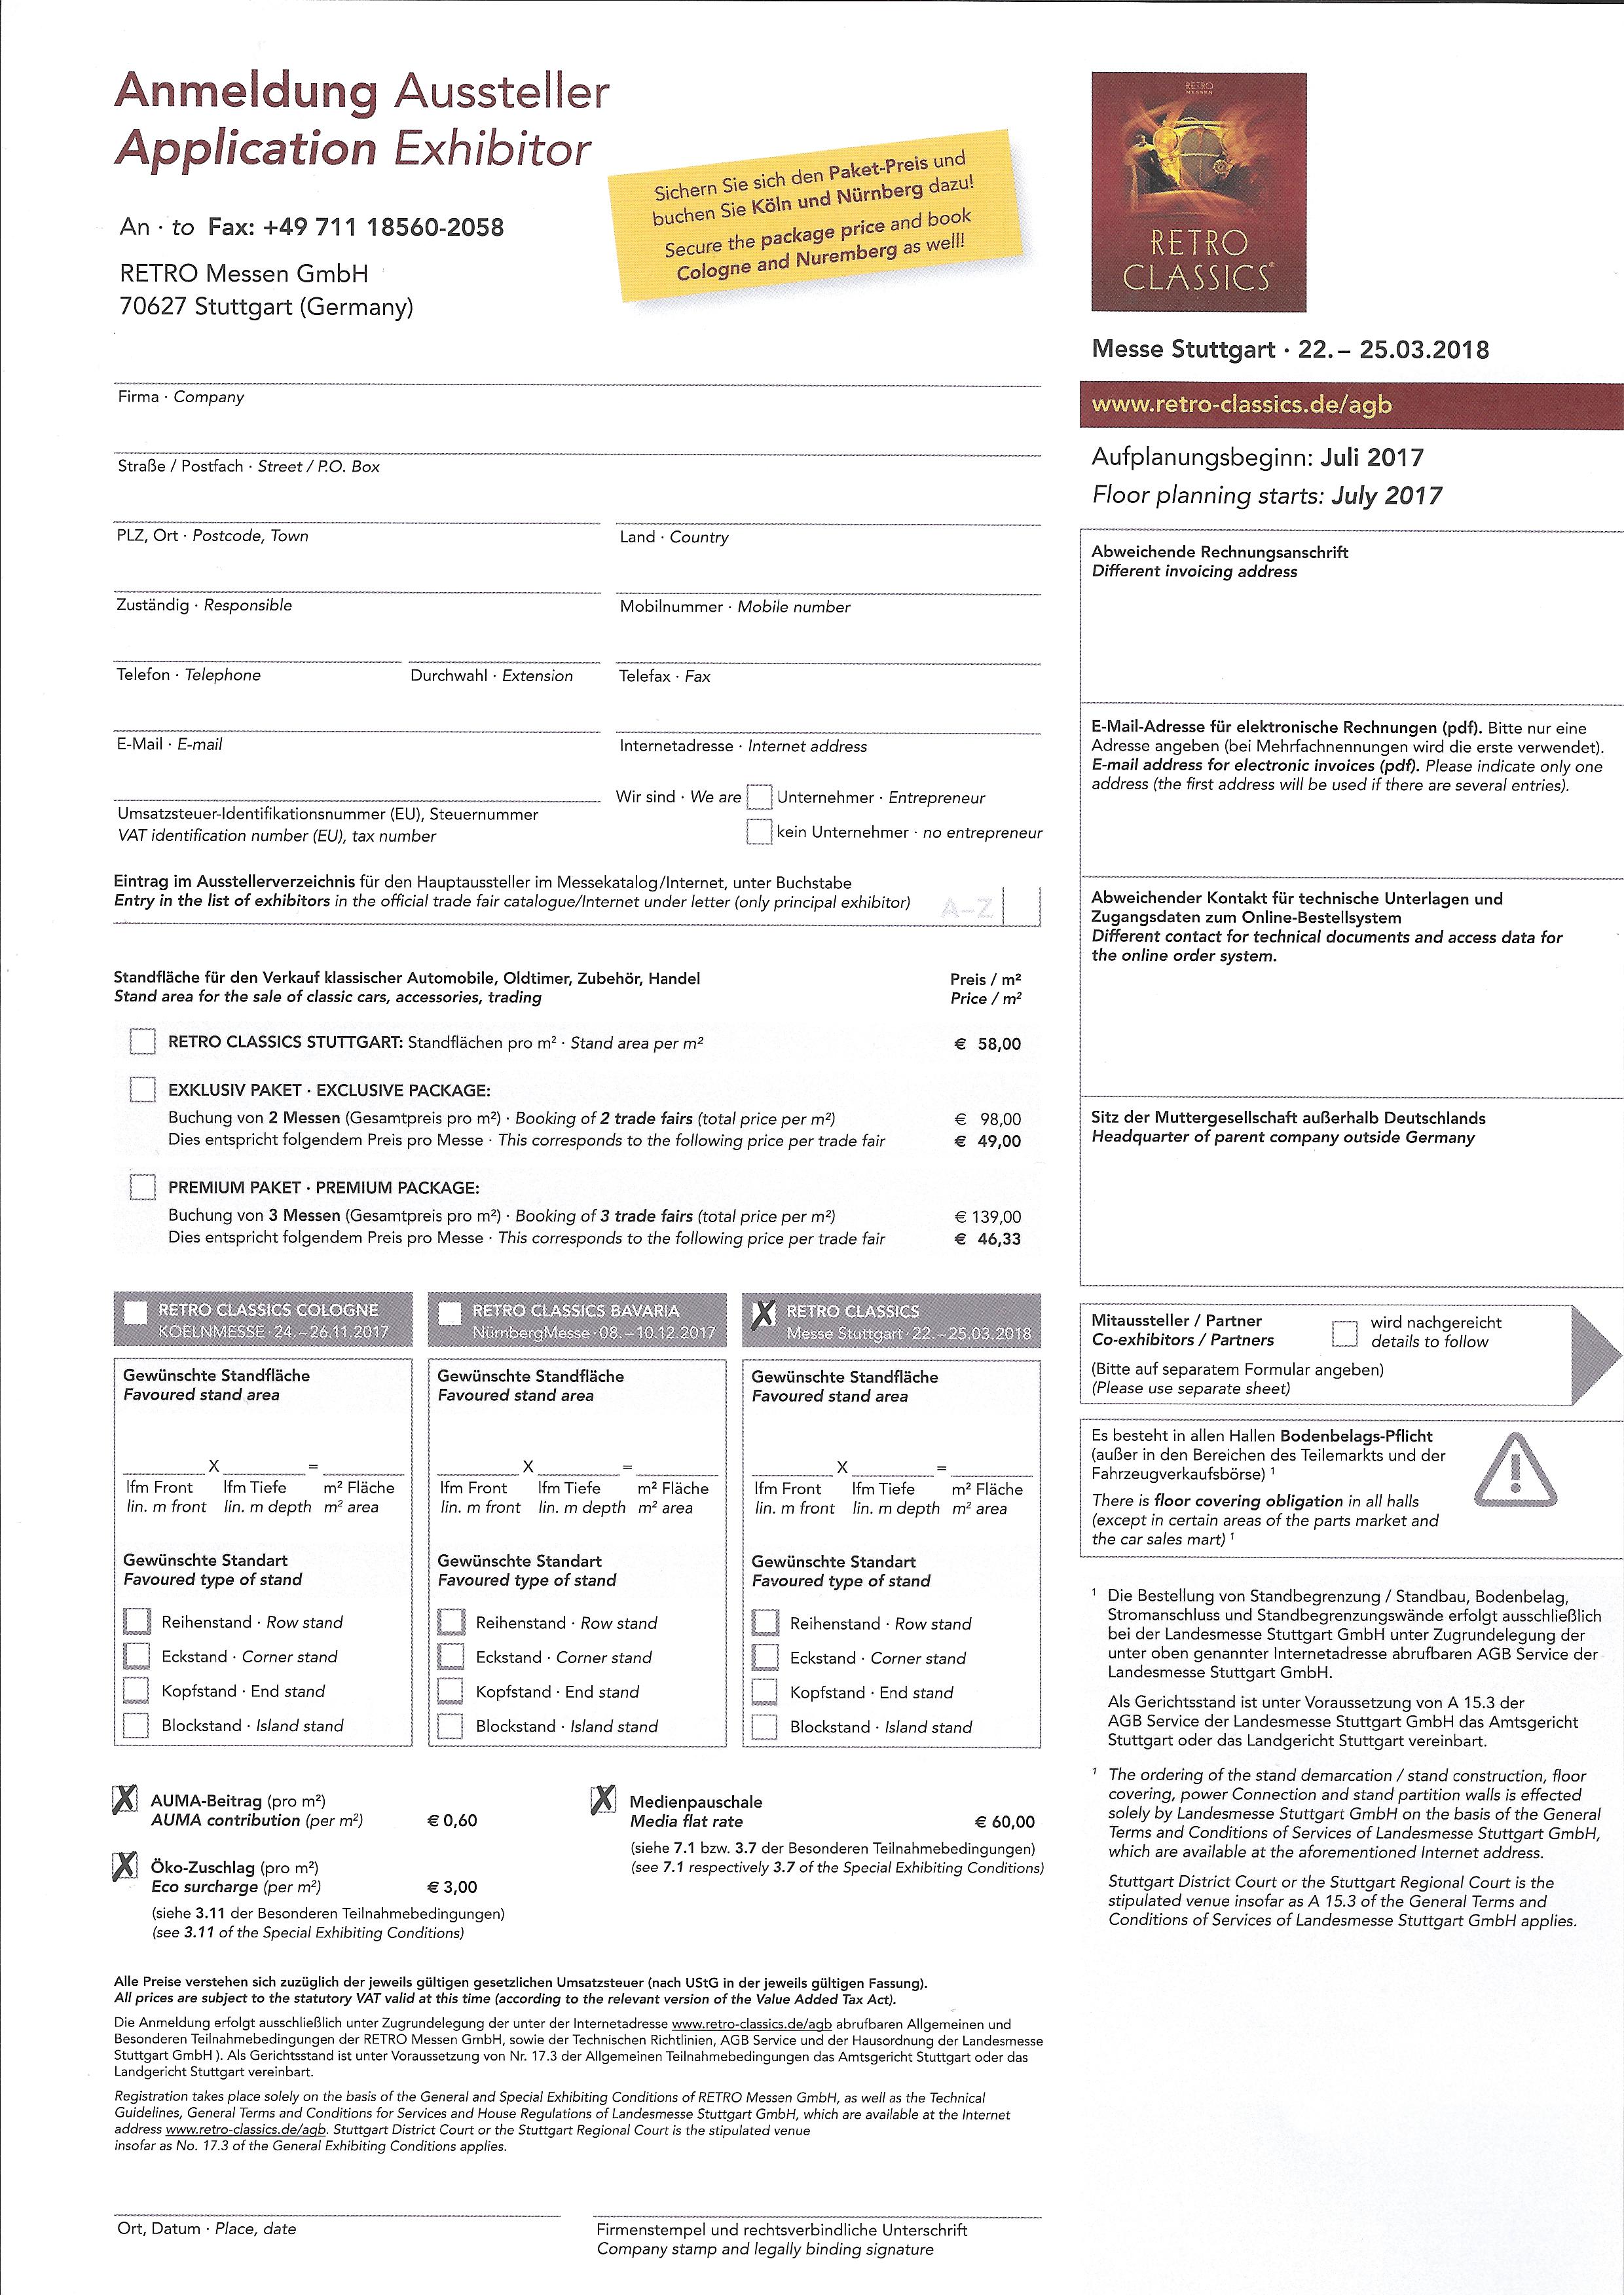 Anmeldung Aussteller
Application Exhibitor
An · to Fax: +49 711 18560-2058
RETRO Messen GmbH
70627 Stuttgart (Germany)
Sichern Sie sich den Paket-Preis und
buchen Sie Köln und Nürnberg dazu!
Secure the package price and book
Cologne and Nuremberg as well!
RETRO
MESSEN
RETRO
CLASSICS®
Messe Stuttgart · 22. – 25.03.2018
www.retro-classics.de/agb
Aufplanungsbeginn: Juli 2017
Floor planning starts: July 2017
Firma · Company
Straße / Postfach · Street / P.O. Box
PLZ, Ort · Postcode, Town
Land · Country
Zuständig · Responsible
Mobilnummer · Mobile number
Telefon · Telephone
Durchwahl · Extension
Telefax · Fax
E-Mail · E-mail
Internetadresse · Internet address
Umsatzsteuer-Identifikationsnummer (EU), Steuernummer
VAT identification number (EU), tax number
Wir sind · We are Unternehmer · Entrepreneur
kein Unternehmer · no entrepreneur
Eintrag im Ausstellerverzeichnis für den Hauptaussteller im Messekatalog/Internet, unter Buchstabe
Entry in the list of exhibitors in the official trade fair catalogue/Internet under letter (only principal exhibitor) A–Z
Standfläche für den Verkauf klassischer Automobile, Oldtimer, Zubehör, Handel Preis / m²
Stand area for the sale of classic cars, accessories, trading Price / m²
RETRO CLASSICS STUTTGART: Standflächen pro m² · Stand area per m² € 58,00
EXKLUSIV PAKET · EXCLUSIVE PACKAGE:
Buchung von 2 Messen (Gesamtpreis pro m²) · Booking of 2 trade fairs (total price per m²) € 98,00
Dies entspricht folgendem Preis pro Messe · This corresponds to the following price per trade fair € 49,00
PREMIUM PAKET · PREMIUM PACKAGE:
Buchung von 3 Messen (Gesamtpreis pro m²) · Booking of 3 trade fairs (total price per m²) € 139,00
Dies entspricht folgendem Preis pro Messe · This corresponds to the following price per trade fair € 46,33
RETRO CLASSICS COLOGNE
KOELNMESSE · 24. – 26.11.2017
Gewünschte Standfläche
Favoured stand area
X =
lfm Front lfm Tiefe m² Fläche
lin. m front lin. m depth m² area
Gewünschte Standart
Favoured type of stand
Reihenstand · Row stand
Eckstand · Corner stand
Kopfstand · End stand
Blockstand · Island stand
RETRO CLASSICS BAVARIA
NürnbergMesse · 08. – 10.12.2017
Gewünschte Standfläche
Favoured stand area
X =
lfm Front lfm Tiefe m² Fläche
lin. m front lin. m depth m² area
Gewünschte Standart
Favoured type of stand
Reihenstand · Row stand
Eckstand · Corner stand
Kopfstand · End stand
Blockstand · Island stand
X RETRO CLASSICS
Messe Stuttgart · 22. – 25.03.2018
Gewünschte Standfläche
Favoured stand area
X =
lfm Front lfm Tiefe m² Fläche
lin. m front lin. m depth m² area
Gewünschte Standart
Favoured type of stand
Reihenstand · Row stand
Eckstand · Corner stand
Kopfstand · End stand
Blockstand · Island stand
X AUMA-Beitrag (pro m²)
AUMA contribution (per m²) € 0,60
X Öko-Zuschlag (pro m²)
Eco surcharge (per m²) € 3,00
(siehe 3.11 der Besonderen Teilnahmebedingungen)
(see 3.11 of the Special Exhibiting Conditions)
X Medienpauschale
Media flat rate € 60,00
(siehe 7.1 bzw. 3.7 der Besonderen Teilnahmebedingungen)
(see 7.1 respectively 3.7 of the Special Exhibiting Conditions)
Alle Preise verstehen sich zuzüglich der jeweils gültigen gesetzlichen Umsatzsteuer (nach UStG in der jeweils gültigen Fassung).
All prices are subject to the statutory VAT valid at this time (according to the relevant version of the Value Added Tax Act).
Die Anmeldung erfolgt ausschließlich unter Zugrundelegung der unter der Internetadresse www.retro-classics.de/agb abrufbaren Allgemeinen und
Besonderen Teilnahmebedingungen der RETRO Messen GmbH, sowie der Technischen Richtlinien, AGB Service und der Hausordnung der Landesmesse
Stuttgart GmbH ). Als Gerichtsstand ist unter Voraussetzung von Nr. 17.3 der Allgemeinen Teilnahmebedingungen das Amtsgericht Stuttgart oder das
Landgericht Stuttgart vereinbart.
Registration takes place solely on the basis of the General and Special Exhibiting Conditions of RETRO Messen GmbH, as well as the Technical
Guidelines, General Terms and Conditions for Services and House Regulations of Landesmesse Stuttgart GmbH, which are available at the Internet
address www.retro-classics.de/agb. Stuttgart District Court or the Stuttgart Regional Court is the stipulated venue
insofar as No. 17.3 of the General Exhibiting Conditions applies.
Ort, Datum · Place, date
Firmenstempel und rechtsverbindliche Unterschrift
Company stamp and legally binding signature
Abweichende Rechnungsanschrift
Different invoicing address
E-Mail-Adresse für elektronische Rechnungen (pdf). Bitte nur eine
Adresse angeben (bei Mehrfachnennungen wird die erste verwendet).
E-mail address for electronic invoices (pdf). Please indicate only one
address (the first address will be used if there are several entries).
Abweichender Kontakt für technische Unterlagen und
Zugangsdaten zum Online-Bestellsystem
Different contact for technical documents and access data for
the online order system.
Sitz der Muttergesellschaft außerhalb Deutschlands
Headquarter of parent company outside Germany
Mitaussteller / Partner wird nachgereicht
Co-exhibitors / Partners details to follow
(Bitte auf separatem Formular angeben)
(Please use separate sheet)
Es besteht in allen Hallen Bodenbelags-Pflicht
(außer in den Bereichen des Teilemarkts und der
Fahrzeugverkaufsbörse) ¹
There is floor covering obligation in all halls
(except in certain areas of the parts market and
the car sales mart) ¹
¹ Die Bestellung von Standbegrenzung / Standbau, Bodenbelag,
Stromanschluss und Standbegrenzungswände erfolgt ausschließlich
bei der Landesmesse Stuttgart GmbH unter Zugrundelegung der
unter oben genannter Internetadresse abrufbaren AGB Service der
Landesmesse Stuttgart GmbH.
Als Gerichtsstand ist unter Voraussetzung von A 15.3 der
AGB Service der Landesmesse Stuttgart GmbH das Amtsgericht
Stuttgart oder das Landgericht Stuttgart vereinbart.
¹ The ordering of the stand demarcation / stand construction, floor
covering, power Connection and stand partition walls is effected
solely by Landesmesse Stuttgart GmbH on the basis of the General
Terms and Conditions of Services of Landesmesse Stuttgart GmbH,
which are available at the aforementioned Internet address.
Stuttgart District Court or the Stuttgart Regional Court is the
stipulated venue insofar as A 15.3 of the General Terms and
Conditions of Services of Landesmesse Stuttgart GmbH applies.